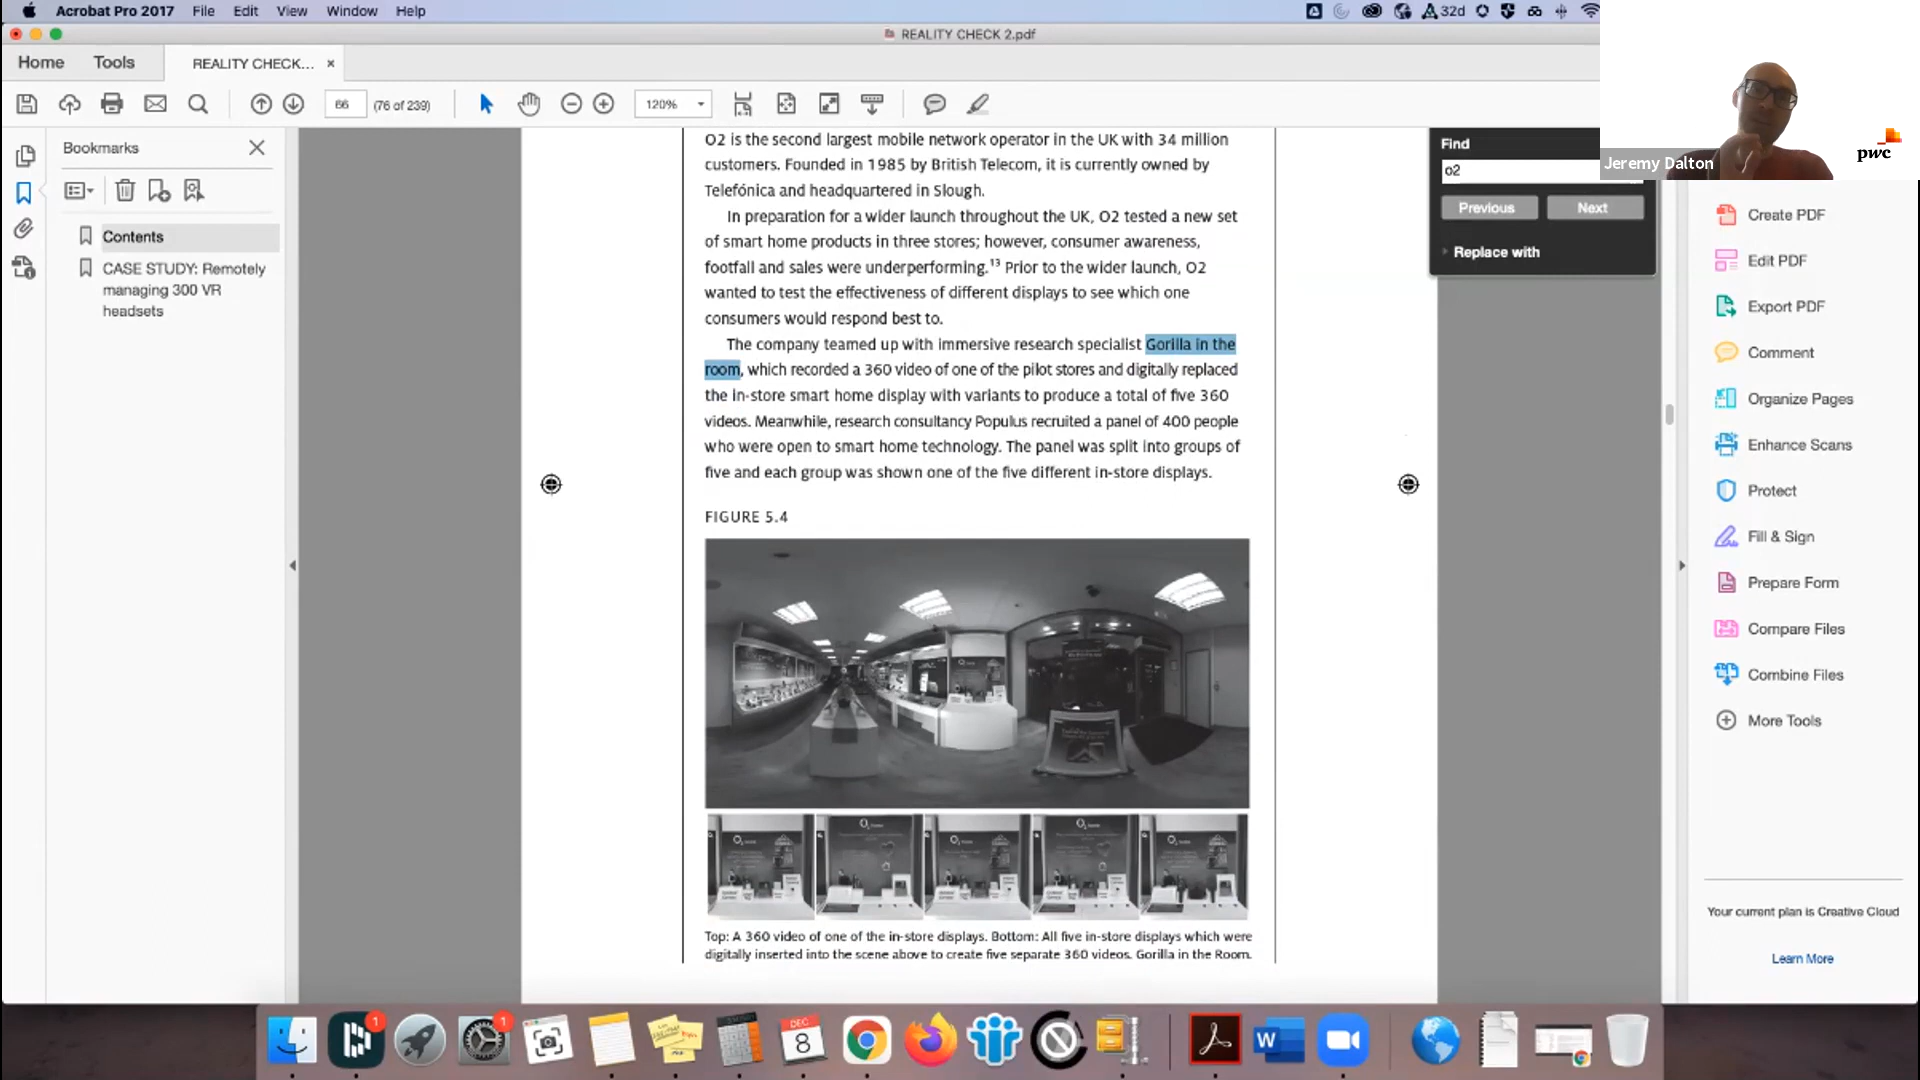 Acrobat Pro 2017 File Edit View Window Help
32d
REALITY CHECK 2.pdf
Home Tools REALITY CHECK... ×
66 (76 of 239) 120%
Bookmarks
Contents
CASE STUDY: Remotely
managing 300 VR
headsets
O2 is the second largest mobile network operator in the UK with 34 million
customers. Founded in 1985 by British Telecom, it is currently owned by
Telefónica and headquartered in Slough.
In preparation for a wider launch throughout the UK, O2 tested a new set
of smart home products in three stores; however, consumer awareness,
footfall and sales were underperforming.¹³ Prior to the wider launch, O2
wanted to test the effectiveness of different displays to see which one
consumers would respond best to.
The company teamed up with immersive research specialist Gorilla in the
room, which recorded a 360 video of one of the pilot stores and digitally replaced
the in-store smart home display with variants to produce a total of five 360
videos. Meanwhile, research consultancy Populus recruited a panel of 400 people
who were open to smart home technology. The panel was split into groups of
five and each group was shown one of the five different in-store displays.
FIGURE 5.4
Top: A 360 video of one of the in-store displays. Bottom: All five in-store displays which were
digitally inserted into the scene above to create five separate 360 videos. Gorilla in the Room.
Find
o2
Previous Next
Replace with
Jeremy Dalton
pwc
Create PDF
Edit PDF
Export PDF
Comment
Organize Pages
Enhance Scans
Protect
Fill & Sign
Prepare Form
Compare Files
Combine Files
More Tools
Your current plan is Creative Cloud
Learn More
1
1
DEC
8
W